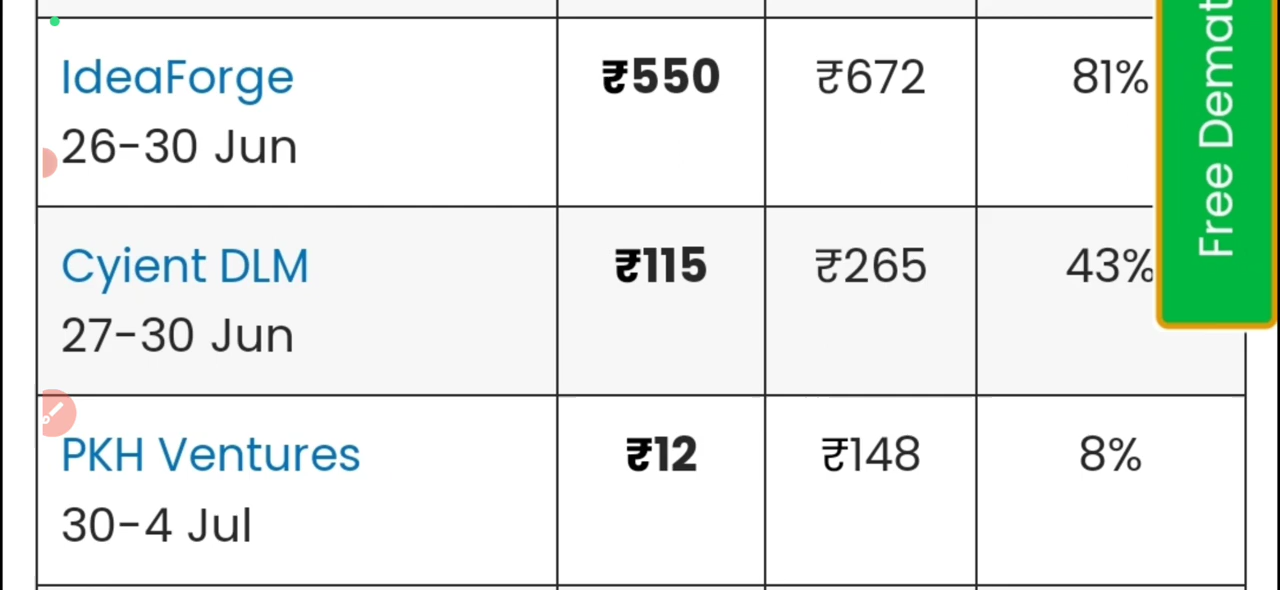 IdeaForge ₹550 ₹672 81%
26-30 Jun
Cyient DLM ₹115 ₹265 43%
27-30 Jun
PKH Ventures ₹12 ₹148 8%
30-4 Jul
Free Demat